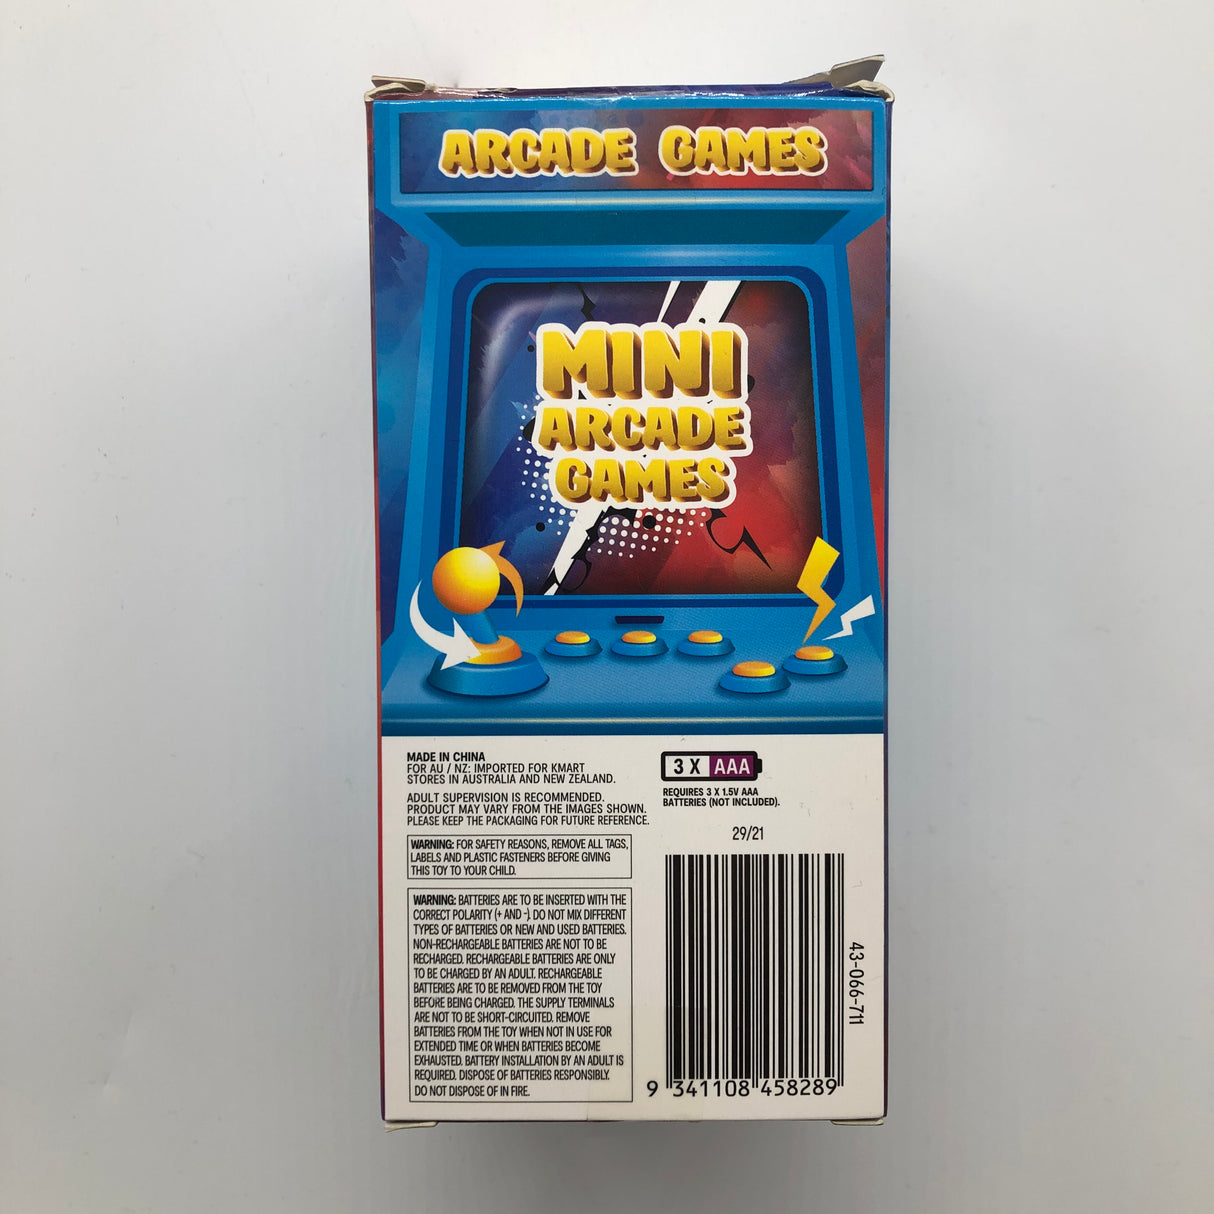 ARCADE GAMES
MINI
ARCADE
GAMES
MADE IN CHINA
FOR AU / NZ: IMPORTED FOR KMART
STORES IN AUSTRALIA AND NEW ZEALAND.
ADULT SUPERVISION IS RECOMMENDED.
PRODUCT MAY VARY FROM THE IMAGES SHOWN.
PLEASE KEEP THE PACKAGING FOR FUTURE REFERENCE.
WARNING: FOR SAFETY REASONS, REMOVE ALL TAGS,
LABELS AND PLASTIC FASTENERS BEFORE GIVING
THIS TOY TO YOUR CHILD.
WARNING: BATTERIES ARE TO BE INSERTED WITH THE
CORRECT POLARITY (+ AND -). DO NOT MIX DIFFERENT
TYPES OF BATTERIES OR NEW AND USED BATTERIES.
NON-RECHARGEABLE BATTERIES ARE NOT TO BE
RECHARGED. RECHARGEABLE BATTERIES ARE ONLY
TO BE CHARGED BY AN ADULT. RECHARGEABLE
BATTERIES ARE TO BE REMOVED FROM THE TOY
BEFORE BEING CHARGED. THE SUPPLY TERMINALS
ARE NOT TO BE SHORT-CIRCUITED. REMOVE
BATTERIES FROM THE TOY WHEN NOT IN USE FOR
EXTENDED TIME OR WHEN BATTERIES BECOME
EXHAUSTED. BATTERY INSTALLATION BY AN ADULT IS
REQUIRED. DISPOSE OF BATTERIES RESPONSIBLY.
DO NOT DISPOSE OF IN FIRE.
3 X AAA
REQUIRES 3 X 1.5V AAA
BATTERIES (NOT INCLUDED).
29/21
43-066-711
9 341108 458289